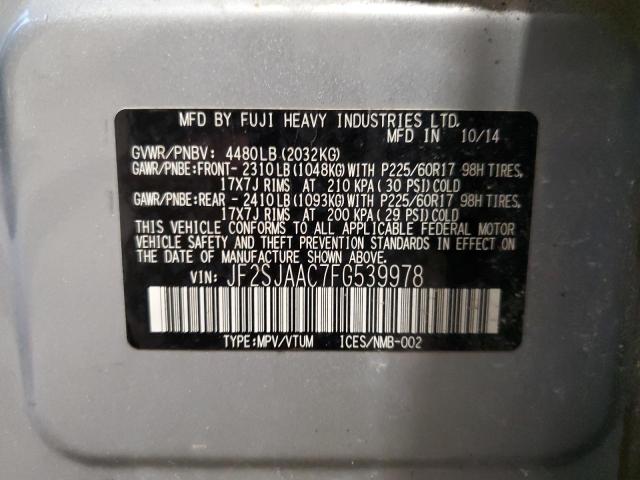 MFD BY FUJI HEAVY INDUSTRIES LTD.
MFD IN 10/14
GVWR/PNBV: 4480LB(2032KG)
GAWR/PNBE:FRONT- 2310LB(1048KG)WITH P225/60R17 98H TIRES,
17X7J RIMS AT 210 KPA(30 PSI)COLD
GAWR/PNBE:REAR - 2410LB(1093KG)WITH P225/60R17 98H TIRES,
17X7J RIMS AT 200 KPA(29 PSI)COLD
THIS VEHICLE CONFORMS TO ALL APPLICABLE FEDERAL MOTOR
VEHICLE SAFETY AND THEFT PREVENTION STANDARDS IN EFFECT ON
THE DATE OF MANUFACTURE SHOWN ABOVE.
VIN: JF2SJAAC7FG539978
TYPE:MPV/VTUM ICES/NMB-002